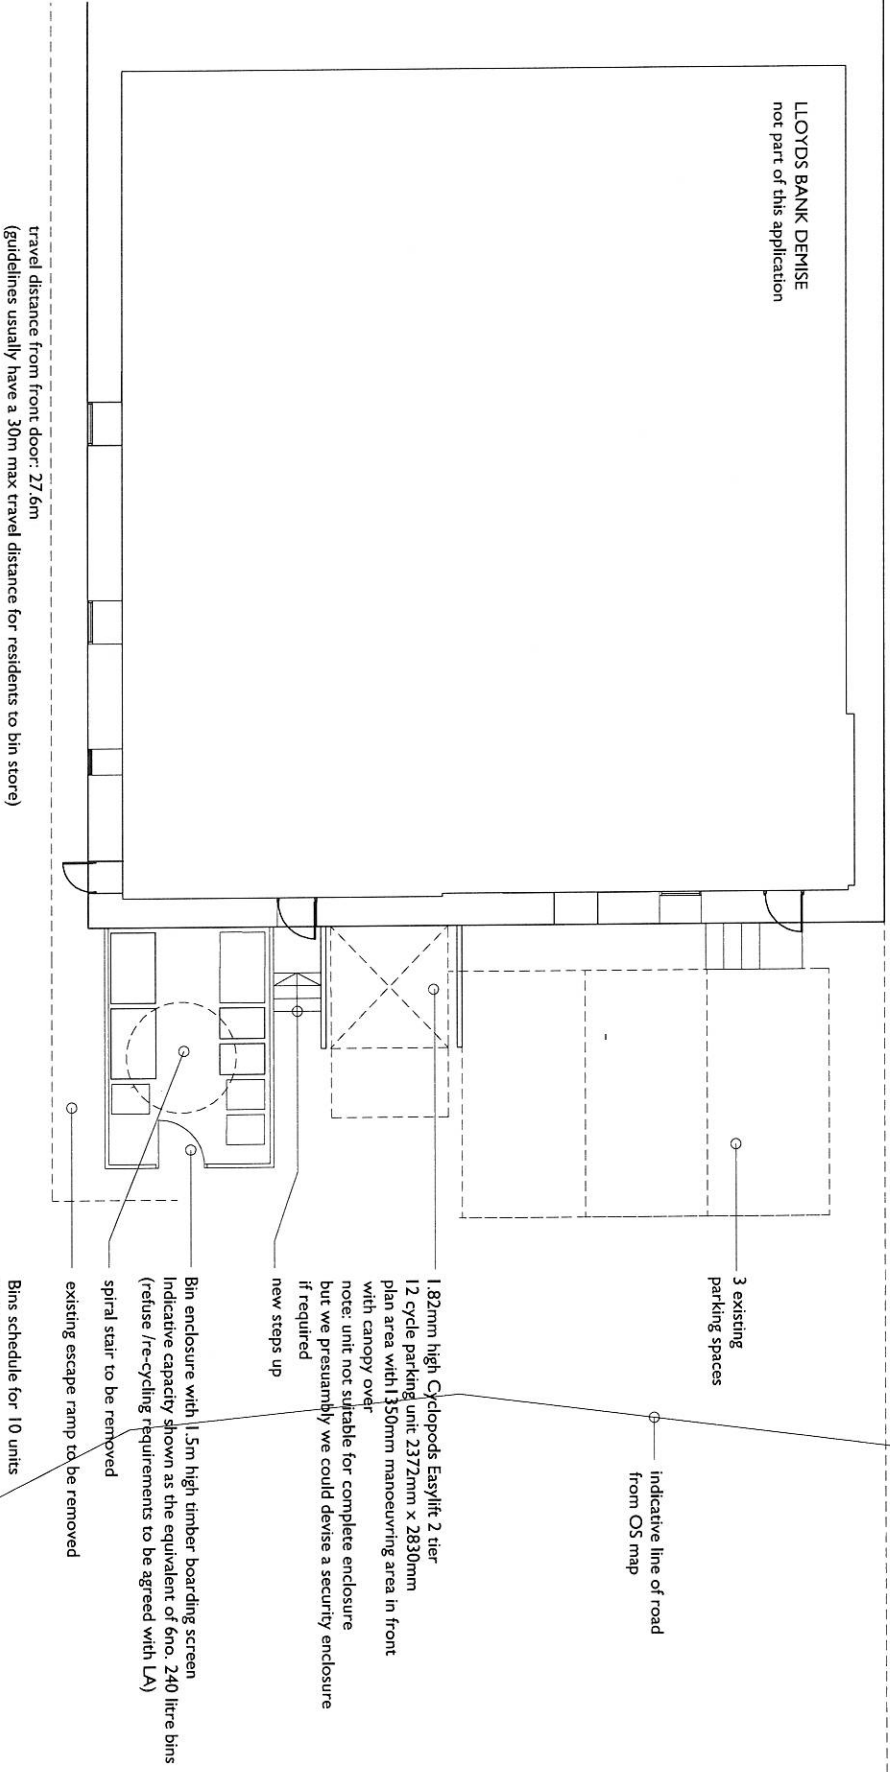 LLOYDS BANK DEMISE
not part of this application
3 existing
parking spaces
indicative line of road
from OS map
1.82mm high Cyclopods Easylift 2 tier
12 cycle parking unit 2372mm x 2830mm
plan area with1350mm manoeuvring area in front
with canopy over
note: unit not suitable for complete enclosure
but we presuambly we could devise a security enclosure
if required
new steps up
Bin enclosure with 1.5m high timber boarding screen
Indicative capacity shown as the equivalent of 6no. 240 litre bins
(refuse /re-cycling requirements to be agreed with LA)
spiral stair to be removed
existing escape ramp to be removed
travel distance from front door: 27.6m
(guidelines usually have a 30m max travel distance for residents to bin store)
Bins schedule for 10 units